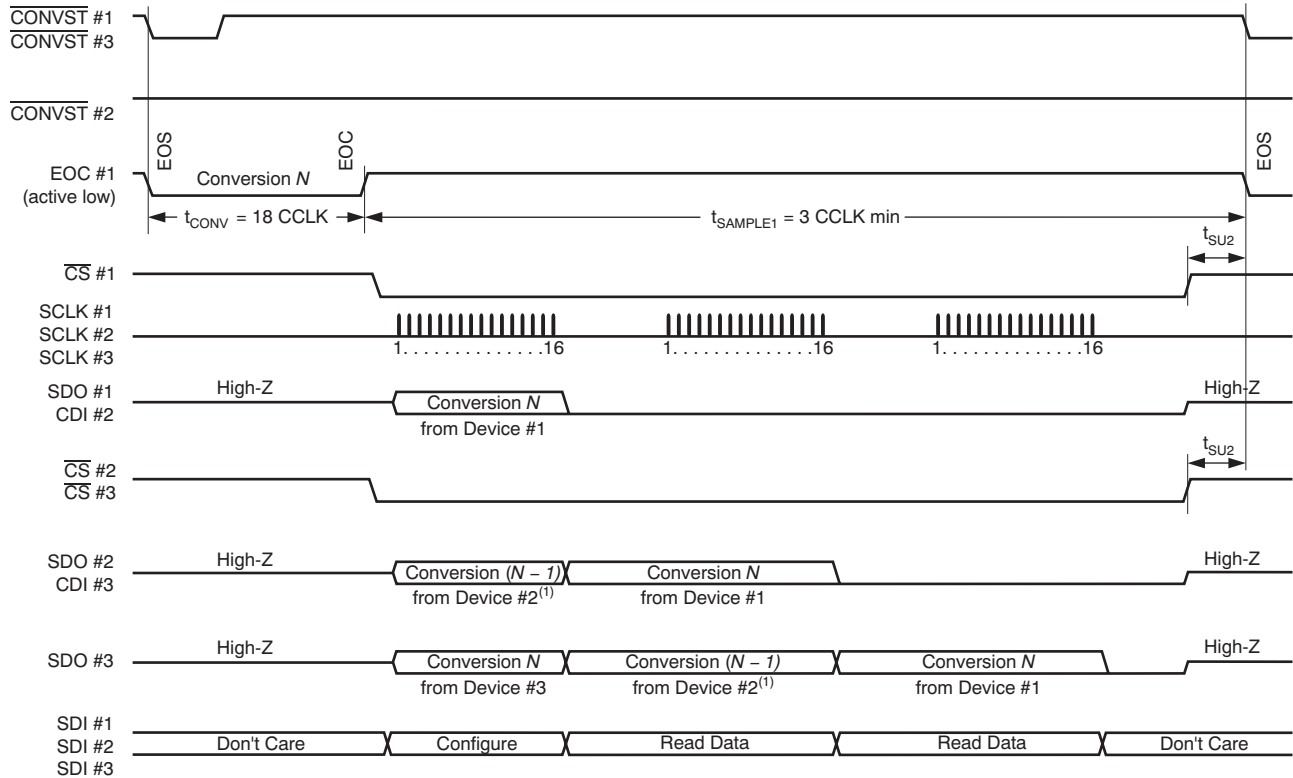 CONVST #1
CONVST #3
CONVST #2
EOS
EOC
EOS
EOC #1
(active low)
Conversion N
tCONV = 18 CCLK
tSAMPLE1 = 3 CCLK min
tSU2
CS #1
SCLK #1
SCLK #2
SCLK #3
1. . . . . . . . . . . . . .16
1. . . . . . . . . . . . . .16
1. . . . . . . . . . . . . .16
SDO #1
CDI #2
High-Z
Conversion N
from Device #1
High-Z
tSU2
CS #2
CS #3
SDO #2
CDI #3
High-Z
Conversion (N − 1)
from Device #2(1)
Conversion N
from Device #1
High-Z
SDO #3
High-Z
Conversion N
from Device #3
Conversion (N − 1)
from Device #2(1)
Conversion N
from Device #1
High-Z
SDI #1
SDI #2
SDI #3
Don't Care
Configure
Read Data
Read Data
Don't Care